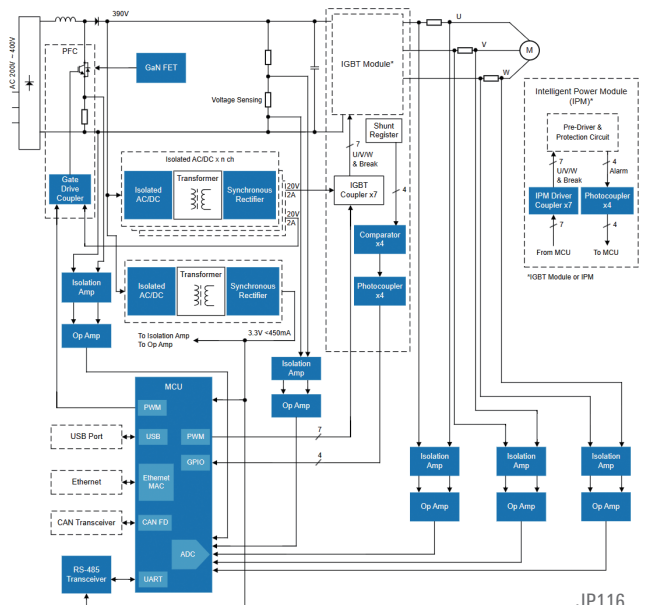 390V
U
V
W
M
AC 200V ~ 400V
PFC
GaN FET
IGBT Module*
Voltage Sensing
Intelligent Power Module
(IPM)*
Pre-Driver &
Protection Circuit
Shunt
Register
7
U/V/W
& Break
4
Alarm
7
U/V/W
& Break
Isolated AC/DC x n ch
Gate
Drive
Coupler
Isolated
AC/DC
Transformer
Synchronous
Rectifier
20V
2A
20V
2A
IGBT
Coupler x7
4
IPM Driver
Coupler x7
Photocoupler
x4
7
4
From MCU
To MCU
*IGBT Module or IPM
Comparator
x4
Isolation
Amp
Isolated
AC/DC
Transformer
Synchronous
Rectifier
Photocoupler
x4
Op Amp
To Isolation Amp
To Op Amp
3.3V <450mA
Isolation
Amp
Op Amp
MCU
PWM
USB Port
USB
PWM
7
GPIO
4
Ethernet
Ethernet
MAC
Isolation
Amp
Isolation
Amp
Isolation
Amp
Op Amp
Op Amp
Op Amp
CAN Transceiver
CAN FD
ADC
RS-485
Transceiver
UART
JP116